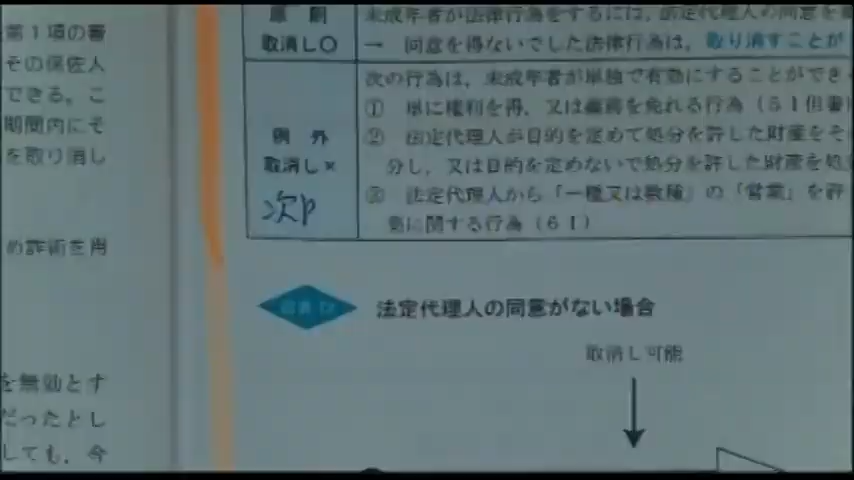 第1項の審
その保佐人
できる。こ
期間内にそ
を取り消し
め詐術を用
を無効とす
だったとし
しても，今
原則
取消し○
未成年者が法律行為をするには，法定代理人の同意を
→ 同意を得ないでした法律行為は，取り消すことが
例外
取消し×
次の行為は，未成年者が単独で有効にすることができ
① 単に権利を得，又は義務を免れる行為（51但書
② 法定代理人が目的を定めて処分を許した財産をそ
分し，又は目的を定めないで処分を許した財産を処
③ 法定代理人から「一種又は数種」の「営業」を許
業に関する行為（61）
法定代理人の同意がない場合
取消し可能